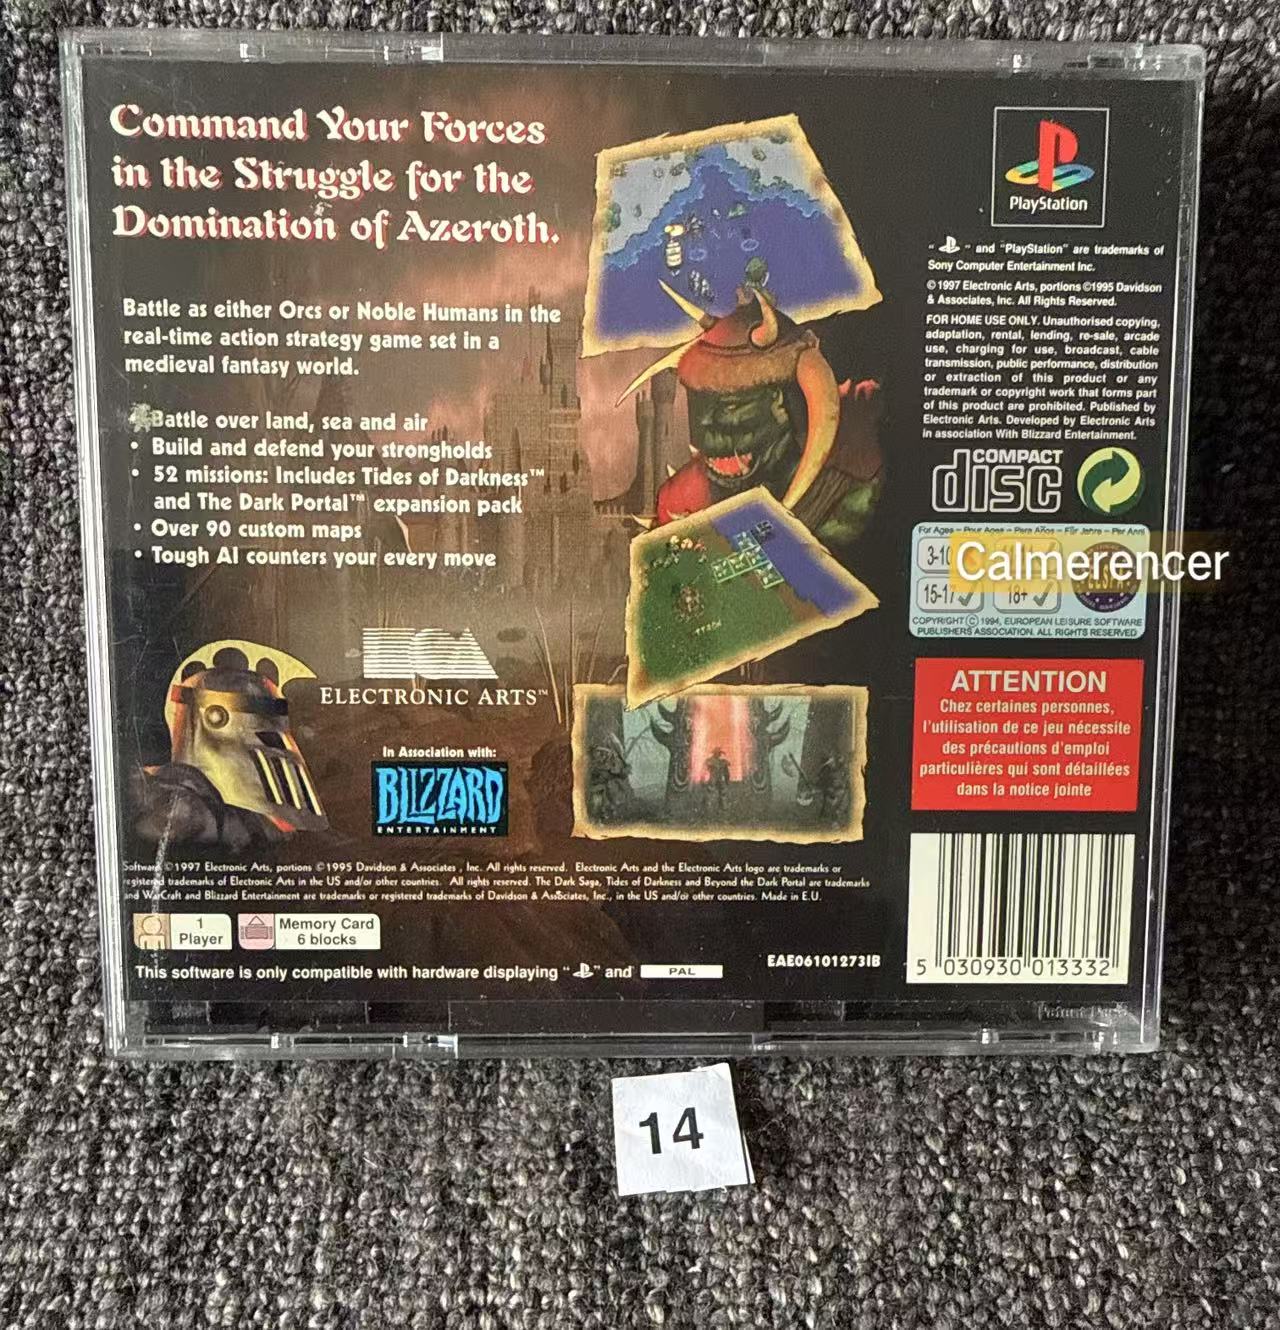 Command Your Forces
in the Struggle for the
Domination of Azeroth.
Battle as either Orcs or Noble Humans in the
real-time action strategy game set in a
medieval fantasy world.
Battle over land, sea and air
• Build and defend your strongholds
• 52 missions: Includes Tides of Darkness™
and The Dark Portal™ expansion pack
• Over 90 custom maps
• Tough AI counters your every move
ELECTRONIC ARTS™
In Association with:
BLIZZARD
ENTERTAINMENT
PlayStation
" " and "PlayStation" are trademarks of
Sony Computer Entertainment Inc.
© 1997 Electronic Arts, portions ©1995 Davidson
& Associates, Inc. All Rights Reserved.
FOR HOME USE ONLY. Unauthorised copying,
adaptation, rental, lending, re-sale, arcade
use, charging for use, broadcast, cable
transmission, public performance, distribution
or extraction of this product or any
trademark or copyright work that forms part
of this product are prohibited. Published by
Electronic Arts. Developed by Electronic Arts
in association With Blizzard Entertainment.
COMPACT
disc
For Ages – Pour Ages – Para Años – Für Jahre – Per Anni
3-10
15-17 18+
Calmerencer
COPYRIGHT © 1994, EUROPEAN LEISURE SOFTWARE
PUBLISHERS ASSOCIATION. ALL RIGHTS RESERVED
ATTENTION
Chez certaines personnes,
l'utilisation de ce jeu nécessite
des précautions d'emploi
particulières qui sont détaillées
dans la notice jointe
Software ©1997 Electronic Arts, portions ©1995 Davidson & Associates , Inc. All rights reserved. Electronic Arts and the Electronic Arts logo are trademarks or
registered trademarks of Electronic Arts in the US and/or other countries. All rights reserved. The Dark Saga, Tides of Darkness and Beyond the Dark Portal are trademarks
and WarCraft and Blizzard Entertainment are trademarks or registered trademarks of Davidson & Associates, Inc., in the US and/or other countries. Made in E.U.
1
Player
Memory Card
6 blocks
This software is only compatible with hardware displaying " " and PAL
EAE06101273IB
5 030930 013332
14